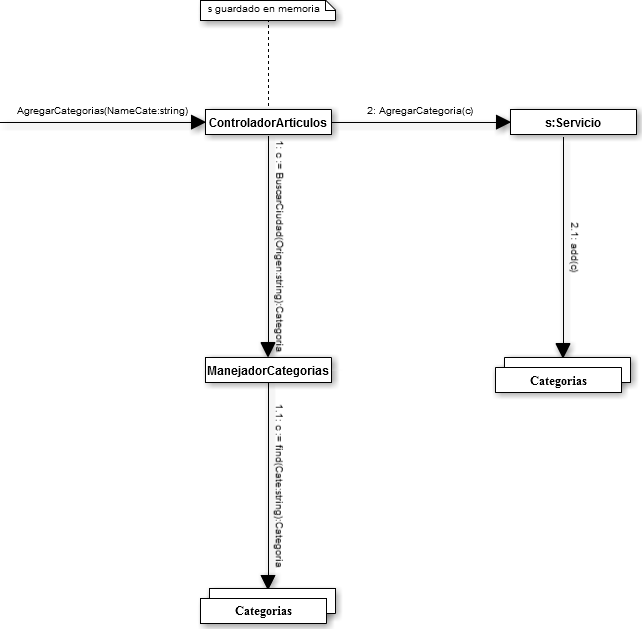 s guardado en memoria
AgregarCategorias(NameCate:string)
ControladorArticulos
2: AgregarCategoria(c)
s:Servicio
1: c := BuscarCiudad(Origen:string):Categoria
2.1: add(c)
ManejadorCategorias
Categorias
1.1: c := find(Cate:string):Categoria
Categorias